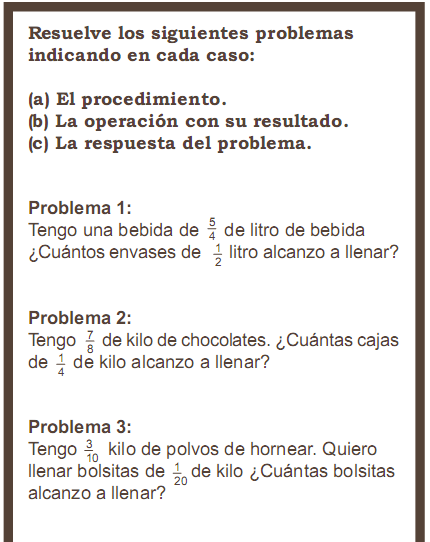 Resuelve los siguientes problemas
indicando en cada caso:
(a) El procedimiento.
(b) La operación con su resultado.
(c) La respuesta del problema.
Problema 1:
Tengo una bebida de 5/4 de litro de bebida
¿Cuántos envases de 1/2 litro alcanzo a llenar?
Problema 2:
Tengo 7/8 de kilo de chocolates. ¿Cuántas cajas
de 1/4 de kilo alcanzo a llenar?
Problema 3:
Tengo 3/10 kilo de polvos de hornear. Quiero
llenar bolsitas de 1/20 de kilo ¿Cuántas bolsitas
alcanzo a llenar?